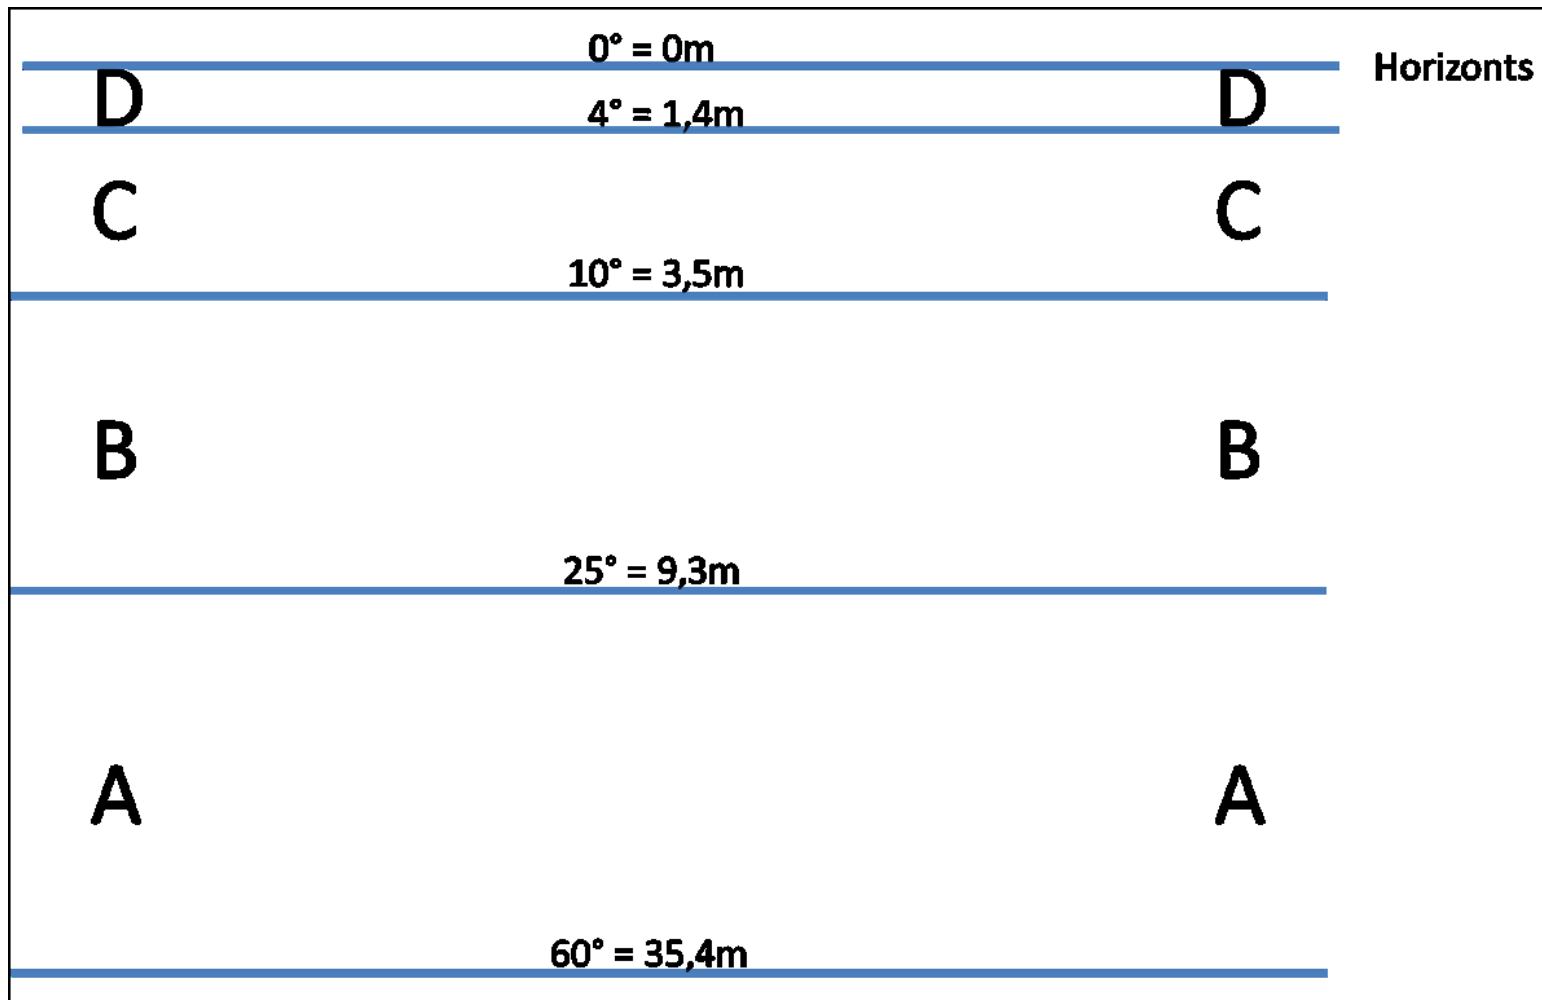 0° = 0m
Horizonts
D D
4° = 1,4m
C C
10° = 3,5m
B B
25° = 9,3m
A A
60° = 35,4m